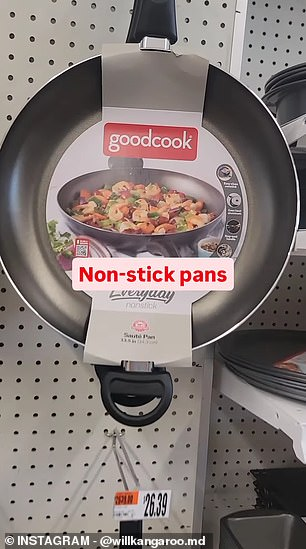 goodcook®
Non-stick pans
Everyday
nonstick
Sauté Pan
$26.39
© INSTAGRAM - @willkangaroo.md